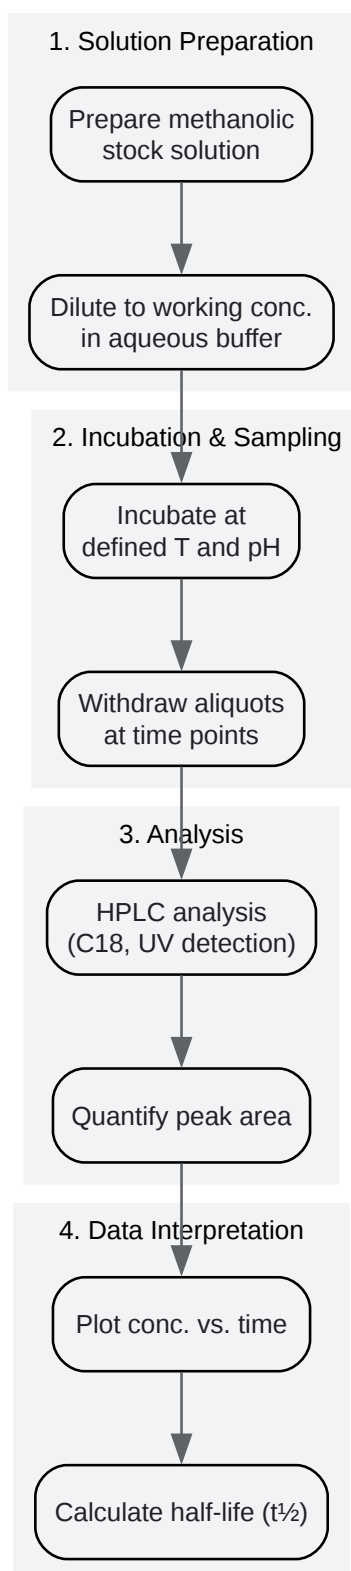 1. Solution Preparation
Prepare methanolic
stock solution
Dilute to working conc.
in aqueous buffer
2. Incubation & Sampling
Incubate at
defined T and pH
Withdraw aliquots
at time points
3. Analysis
HPLC analysis
(C18, UV detection)
Quantify peak area
4. Data Interpretation
Plot conc. vs. time
Calculate half-life (t½)